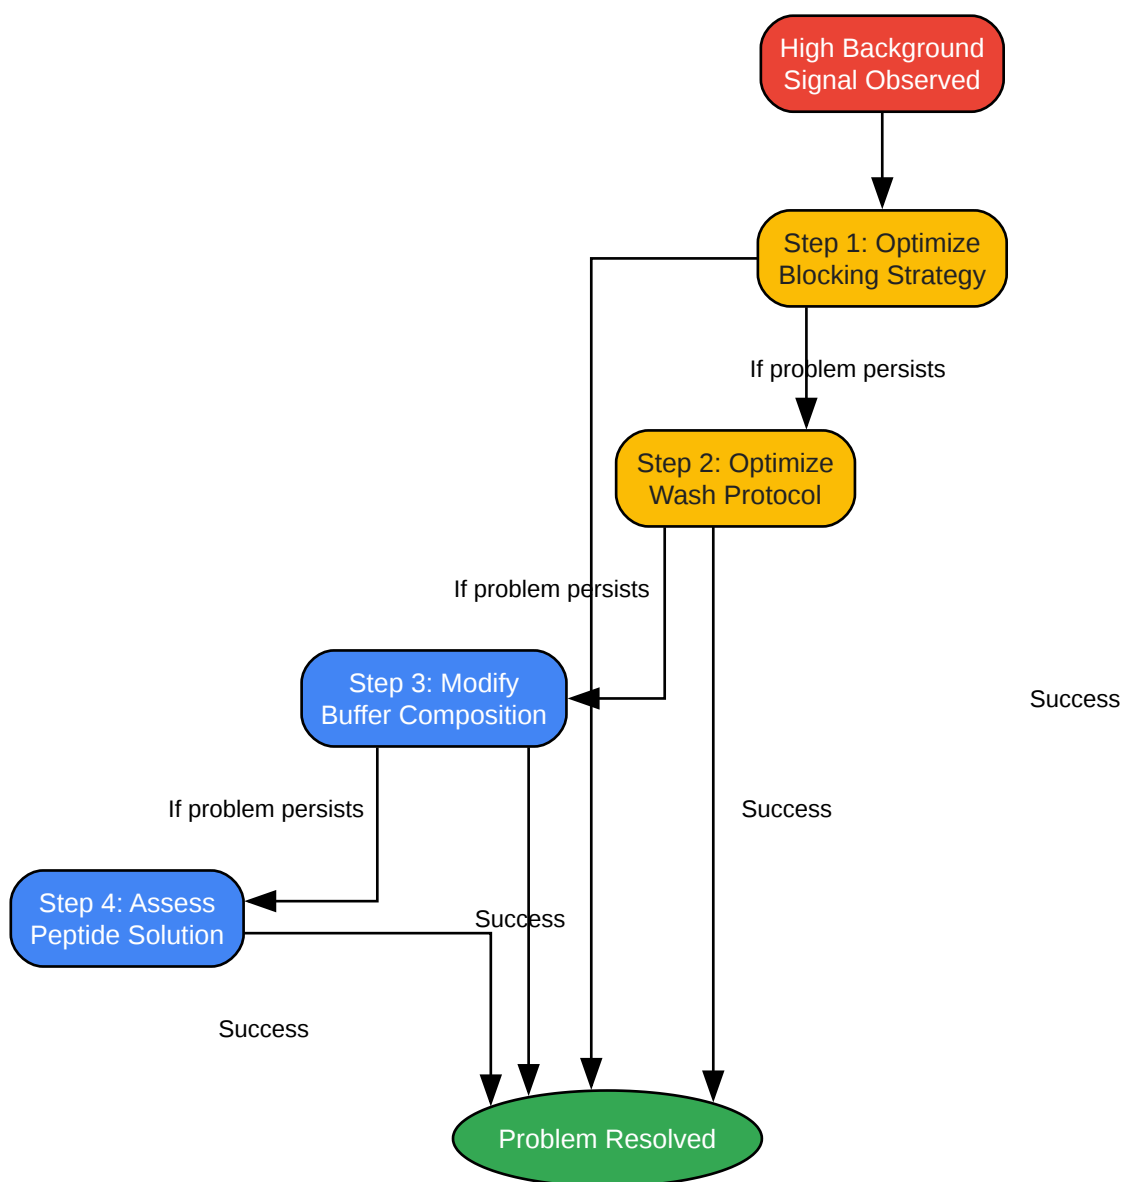 High Background
Signal Observed
Step 1: Optimize
Blocking Strategy
If problem persists
Step 2: Optimize
Wash Protocol
If problem persists
Step 3: Modify
Buffer Composition
Success
If problem persists
Success
Step 4: Assess
Peptide Solution
Success
Success
Problem Resolved